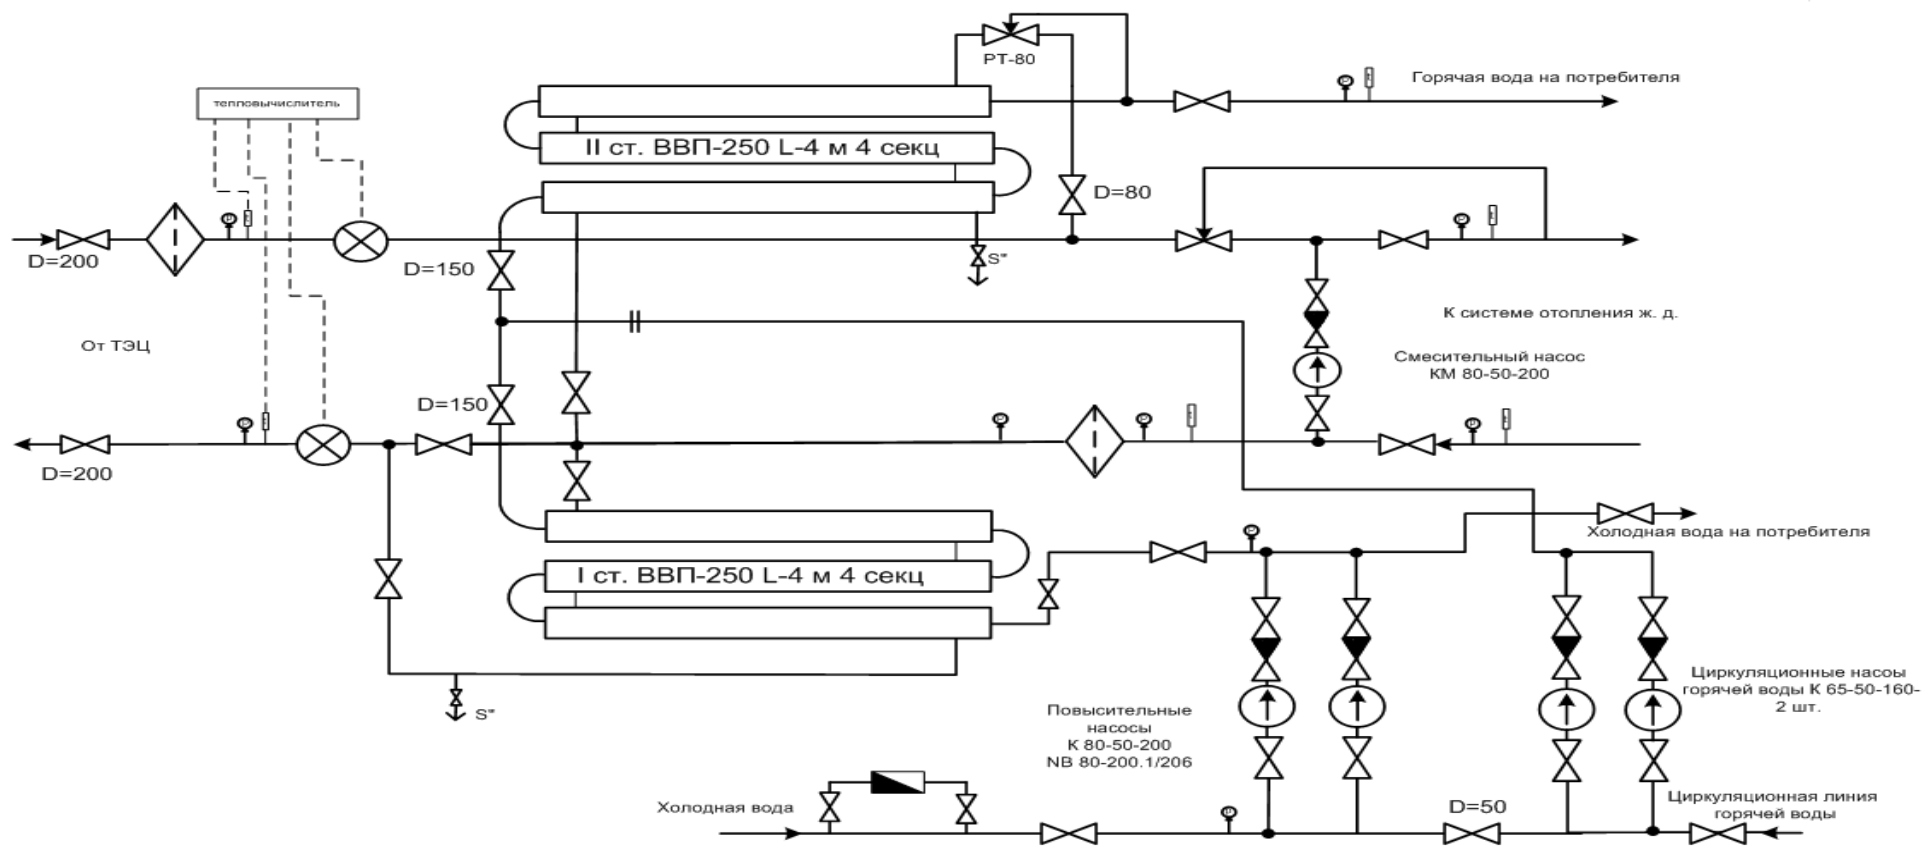 РТ-80
Горячая вода на потребителя
тепловычислитель
II ст. ВВП-250 L-4 м 4 секц
D=80
D=200
D=150
S"
От ТЭЦ
К системе отопления ж. д.
Смесительный насос
КМ 80-50-200
D=150
D=200
Холодная вода на потребителя
I ст. ВВП-250 L-4 м 4 секц
S"
Повысительные
насосы
К 80-50-200
NB 80-200.1/206
Циркуляционные насоы
горячей воды К 65-50-160-
2 шт.
Холодная вода
D=50
Циркуляционная линия
горячей воды